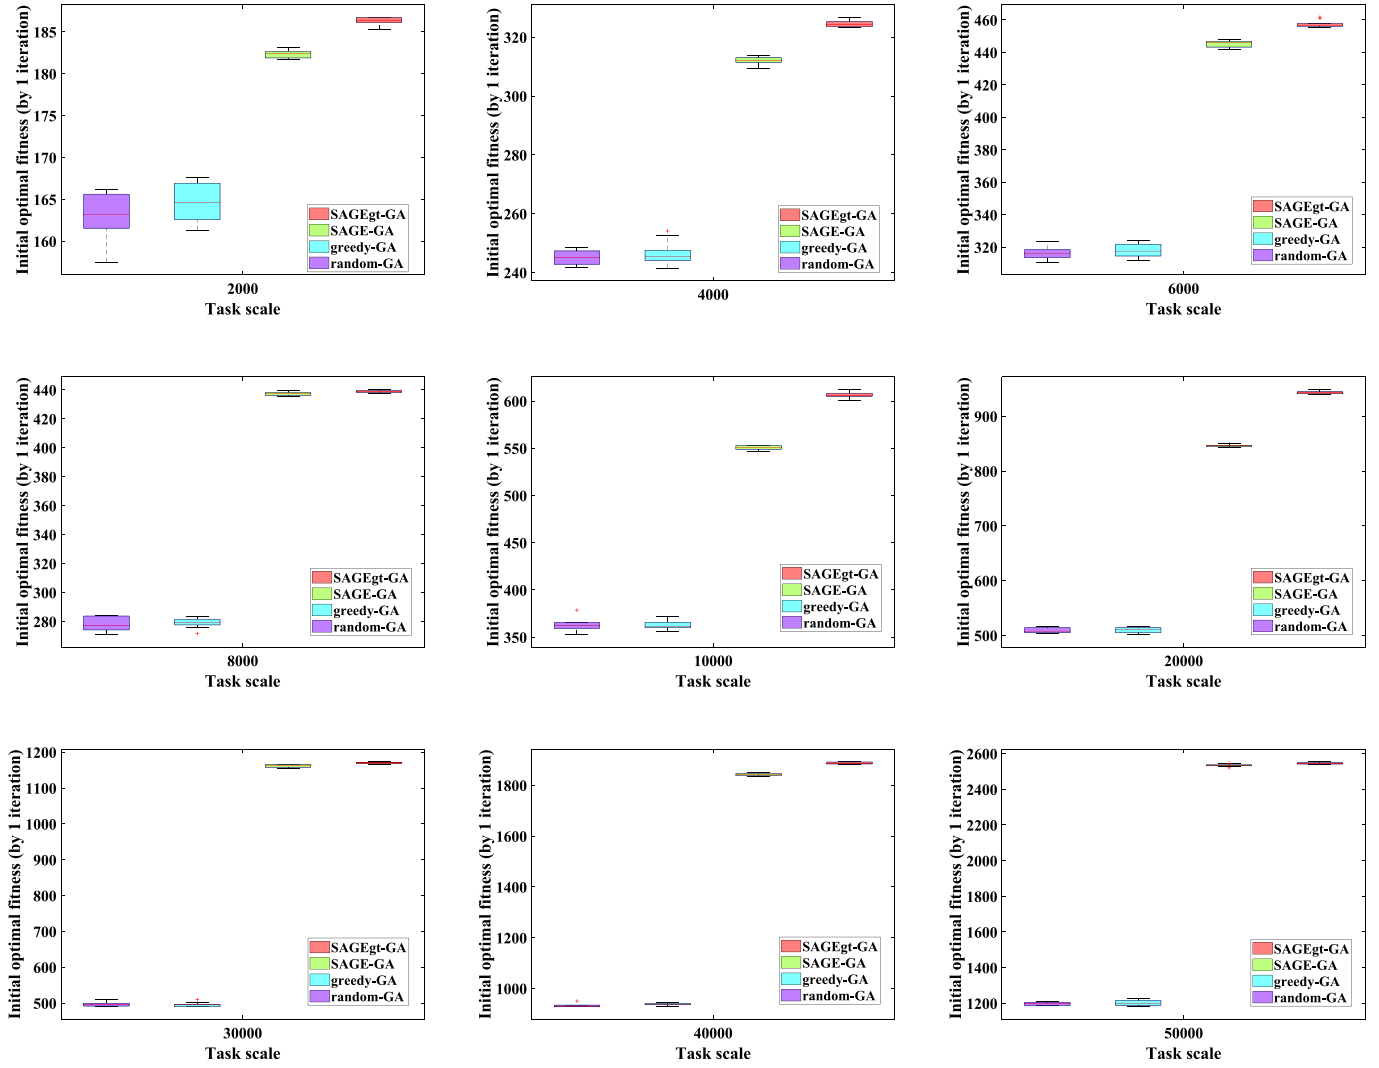 Initial optimal fitness (by 1 iteration)
185
180
175
170
165
160
SAGEgt-GA
SAGE-GA
greedy-GA
random-GA
2000
Task scale
Initial optimal fitness (by 1 iteration)
320
300
280
260
240
SAGEgt-GA
SAGE-GA
greedy-GA
random-GA
4000
Task scale
Initial optimal fitness (by 1 iteration)
460
440
420
400
380
360
340
320
SAGEgt-GA
SAGE-GA
greedy-GA
random-GA
6000
Task scale
Initial optimal fitness (by 1 iteration)
440
420
400
380
360
340
320
300
280
SAGEgt-GA
SAGE-GA
greedy-GA
random-GA
8000
Task scale
Initial optimal fitness (by 1 iteration)
600
550
500
450
400
350
SAGEgt-GA
SAGE-GA
greedy-GA
random-GA
10000
Task scale
Initial optimal fitness (by 1 iteration)
900
800
700
600
500
SAGEgt-GA
SAGE-GA
greedy-GA
random-GA
20000
Task scale
Initial optimal fitness (by 1 iteration)
1200
1100
1000
900
800
700
600
500
SAGEgt-GA
SAGE-GA
greedy-GA
random-GA
30000
Task scale
Initial optimal fitness (by 1 iteration)
1800
1600
1400
1200
1000
SAGEgt-GA
SAGE-GA
greedy-GA
random-GA
40000
Task scale
Initial optimal fitness (by 1 iteration)
2600
2400
2200
2000
1800
1600
1400
1200
SAGEgt-GA
SAGE-GA
greedy-GA
random-GA
50000
Task scale